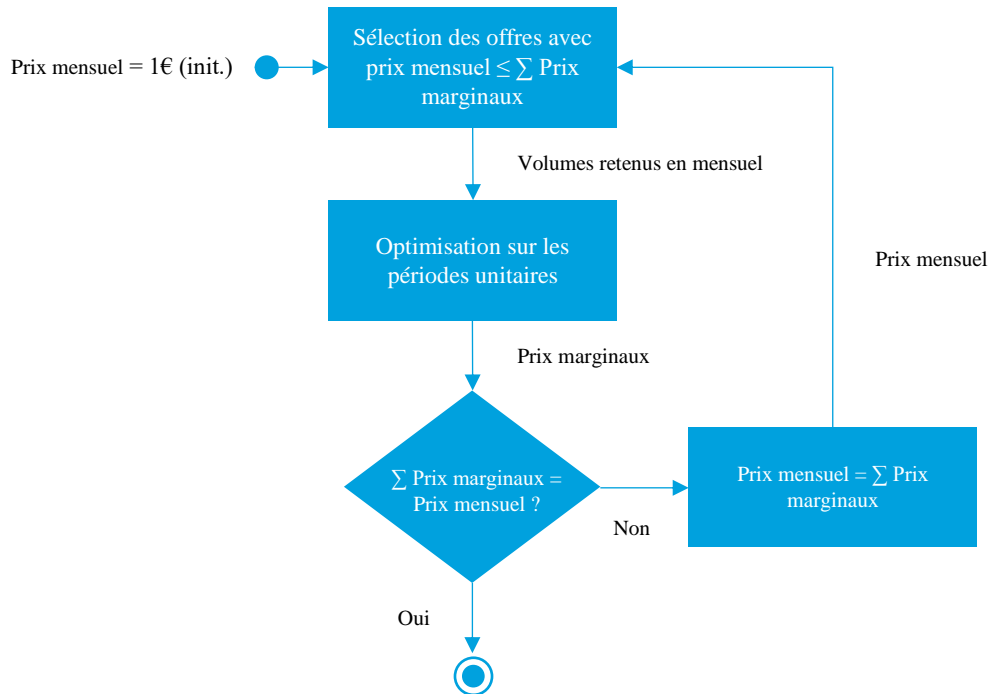 Prix mensuel = 1€ (init.)
Sélection des offres avec
prix mensuel ≤ ∑ Prix
marginaux
Volumes retenus en mensuel
Optimisation sur les
périodes unitaires
Prix mensuel
Prix marginaux
∑ Prix marginaux =
Prix mensuel ?
Non
Prix mensuel = ∑ Prix
marginaux
Oui